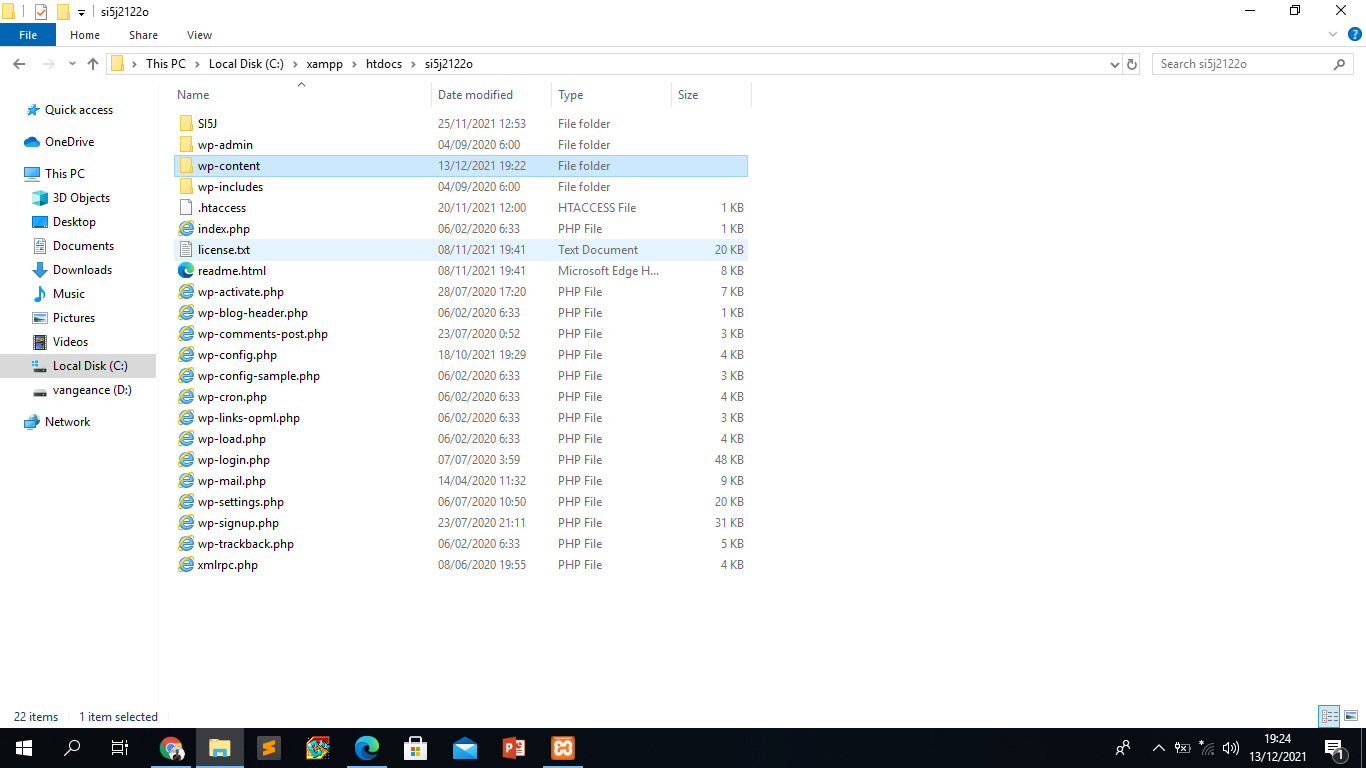 si5j2122o
File Home Share View
This PC Local Disk (C:) xampp htdocs si5j2122o
Search si5j2122o
Quick access
OneDrive
This PC
3D Objects
Desktop
Documents
Downloads
Music
Pictures
Videos
Local Disk (C:)
vangeance (D:)
Network
Name Date modified Type Size
SI5J 25/11/2021 12:53 File folder
wp-admin 04/09/2020 6:00 File folder
wp-content 13/12/2021 19:22 File folder
wp-includes 04/09/2020 6:00 File folder
.htaccess 20/11/2021 12:00 HTACCESS File 1 KB
index.php 06/02/2020 6:33 PHP File 1 KB
license.txt 08/11/2021 19:41 Text Document 20 KB
readme.html 08/11/2021 19:41 Microsoft Edge H... 8 KB
wp-activate.php 28/07/2020 17:20 PHP File 7 KB
wp-blog-header.php 06/02/2020 6:33 PHP File 1 KB
wp-comments-post.php 23/07/2020 0:52 PHP File 3 KB
wp-config.php 18/10/2021 19:29 PHP File 4 KB
wp-config-sample.php 06/02/2020 6:33 PHP File 3 KB
wp-cron.php 06/02/2020 6:33 PHP File 4 KB
wp-links-opml.php 06/02/2020 6:33 PHP File 3 KB
wp-load.php 06/02/2020 6:33 PHP File 4 KB
wp-login.php 07/07/2020 3:59 PHP File 48 KB
wp-mail.php 14/04/2020 11:32 PHP File 9 KB
wp-settings.php 06/07/2020 10:50 PHP File 20 KB
wp-signup.php 23/07/2020 21:11 PHP File 31 KB
wp-trackback.php 06/02/2020 6:33 PHP File 5 KB
xmlrpc.php 08/06/2020 19:55 PHP File 4 KB
22 items 1 item selected
19:24
13/12/2021
1